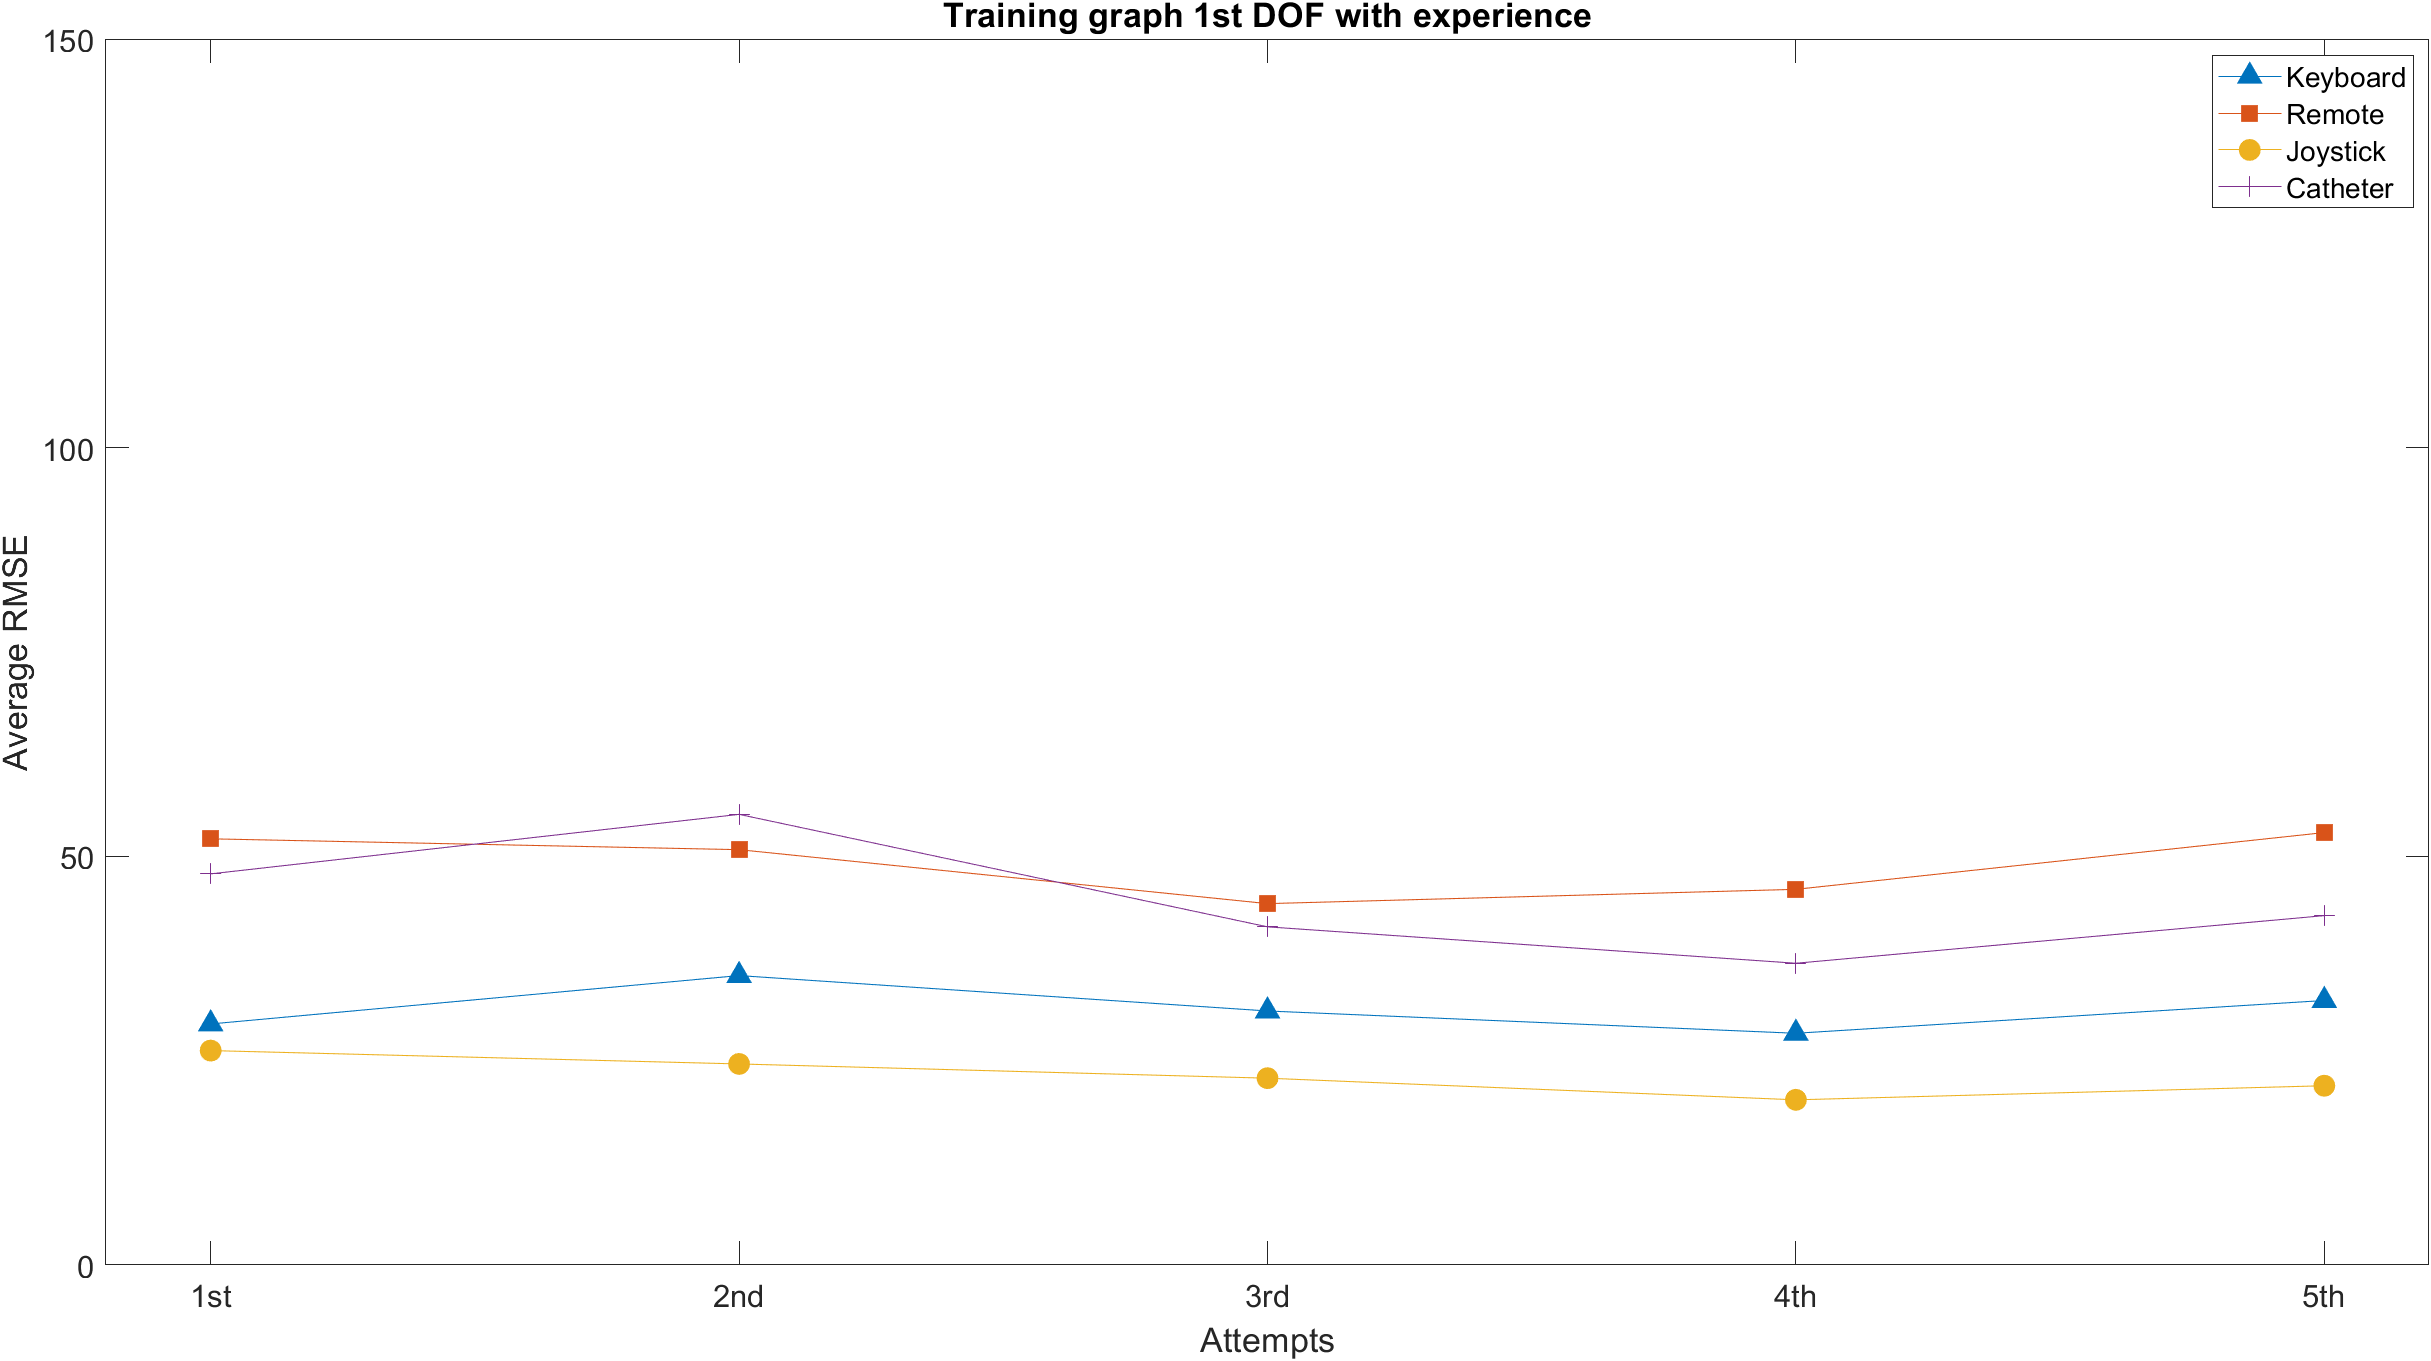 Training graph 1st DOF with experience
150
100
50
0
Average RMSE
Keyboard
Remote
Joystick
Catheter
1st 2nd 3rd 4th 5th
Attempts